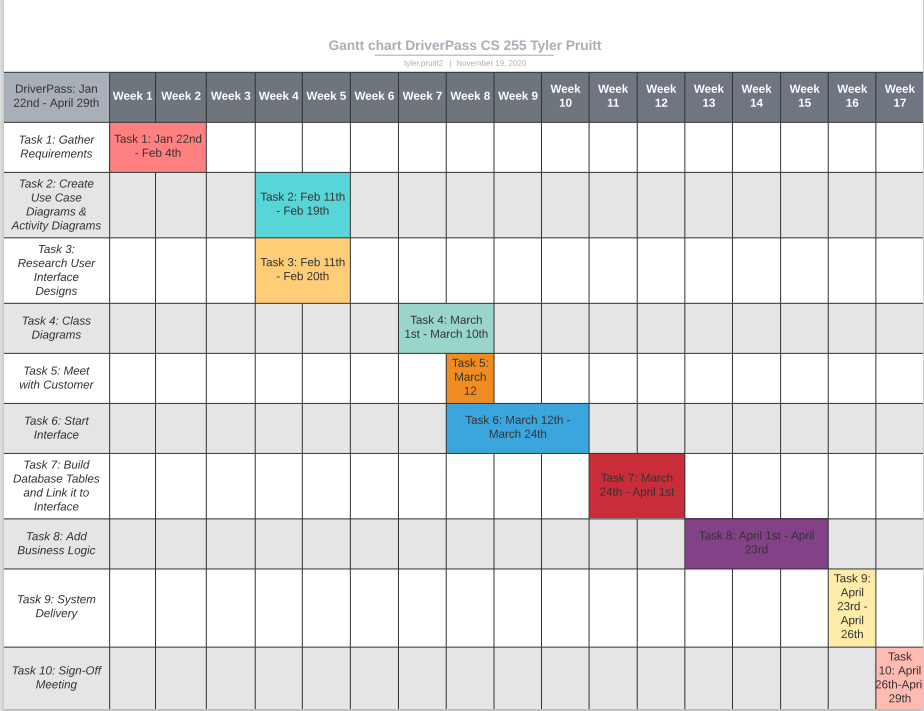 Gantt chart DriverPass CS 255 Tyler Pruitt
tyler.pruitt2 | November 19, 2020
DriverPass: Jan
22nd - April 29th
Week 1
Week 2
Week 3
Week 4
Week 5
Week 6
Week 7
Week 8
Week 9
Week
10
Week
11
Week
12
Week
13
Week
14
Week
15
Week
16
Week
17
Task 1: Gather
Requirements
Task 1: Jan 22nd
- Feb 4th
Task 2: Create
Use Case
Diagrams &
Activity Diagrams
Task 2: Feb 11th
- Feb 19th
Task 3:
Research User
Interface
Designs
Task 3: Feb 11th
- Feb 20th
Task 4: Class
Diagrams
Task 4: March
1st - March 10th
Task 5: Meet
with Customer
Task 5:
March
12
Task 6: Start
Interface
Task 6: March 12th -
March 24th
Task 7: Build
Database Tables
and Link it to
Interface
Task 7: March
24th - April 1st
Task 8: Add
Business Logic
Task 8: April 1st - April
23rd
Task 9: System
Delivery
Task 9:
April
23rd -
April
26th
Task 10: Sign-Off
Meeting
Task
10: April
26th-Apri
29th